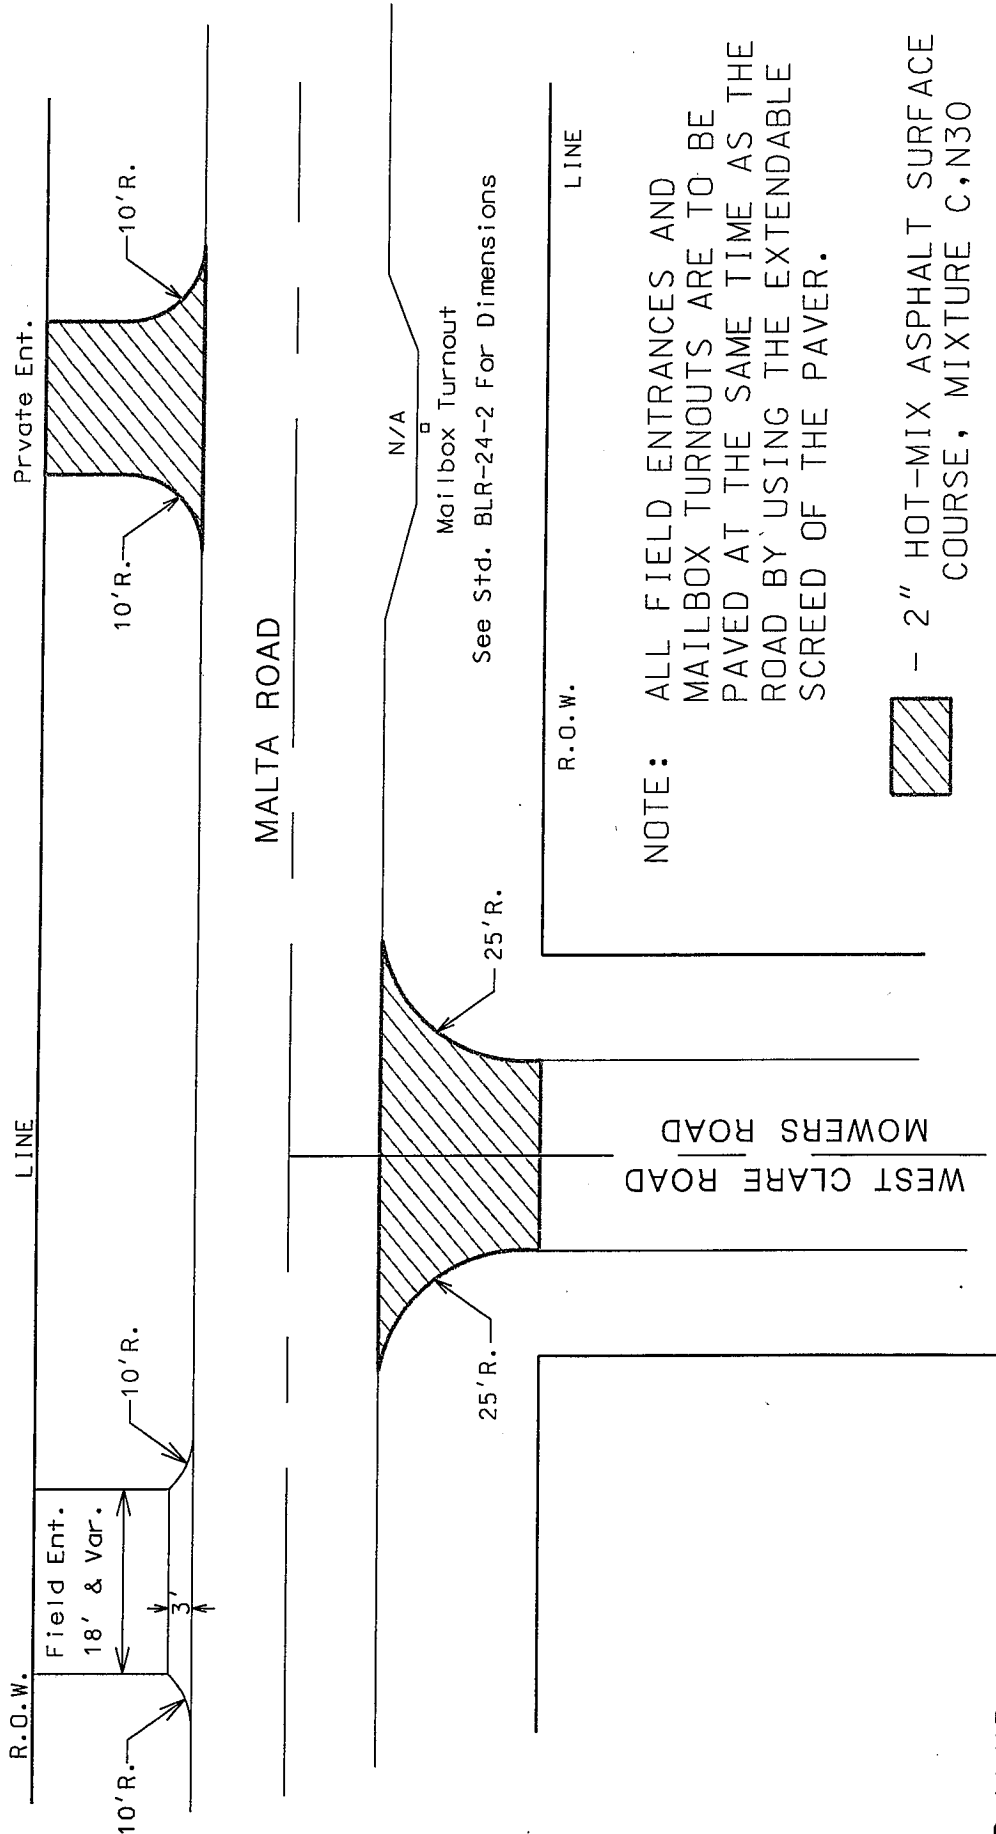 R.O.W.
LINE
Field Ent.
18' & Var.
3'
10'R.
10'R.
Prvate Ent.
10'R.
10'R.
MALTA ROAD
N/A
Mailbox Turnout
See Std. BLR-24-2 For Dimensions
25'R.
25'R.
R.O.W.
LINE
WEST CLARE ROAD
MOWERS ROAD
NOTE: ALL FIELD ENTRANCES AND
MAILBOX TURNOUTS ARE TO BE
PAVED AT THE SAME TIME AS THE
ROAD BY USING THE EXTENDABLE
SCREED OF THE PAVER.
- 2" HOT-MIX ASPHALT SURFACE
COURSE, MIXTURE C,N30